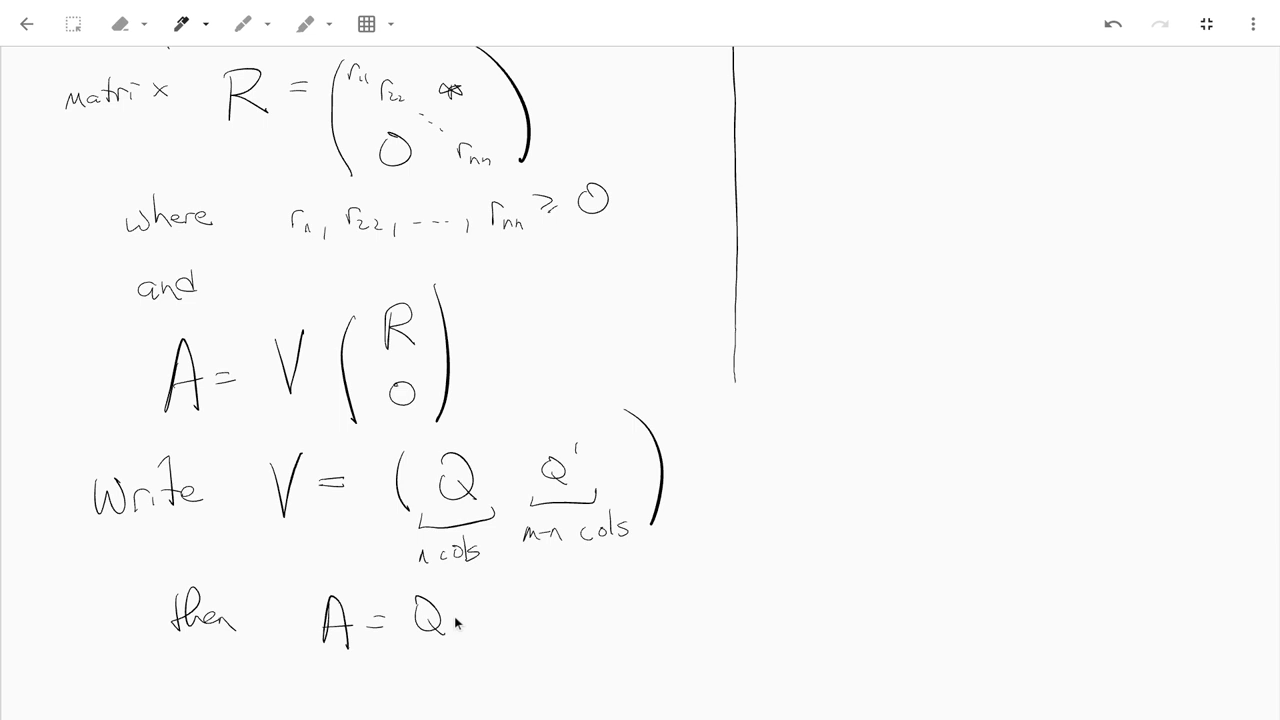 matrix R = ( r₁₁ r₂₂ * ⋱ 0 rₙₙ )
where r₁₁, r₂₂, ..., rₙₙ ≥ 0
and
A = V ( R 0 )
Write V = ( Q Q' )
n cols m-n cols
then A = Q